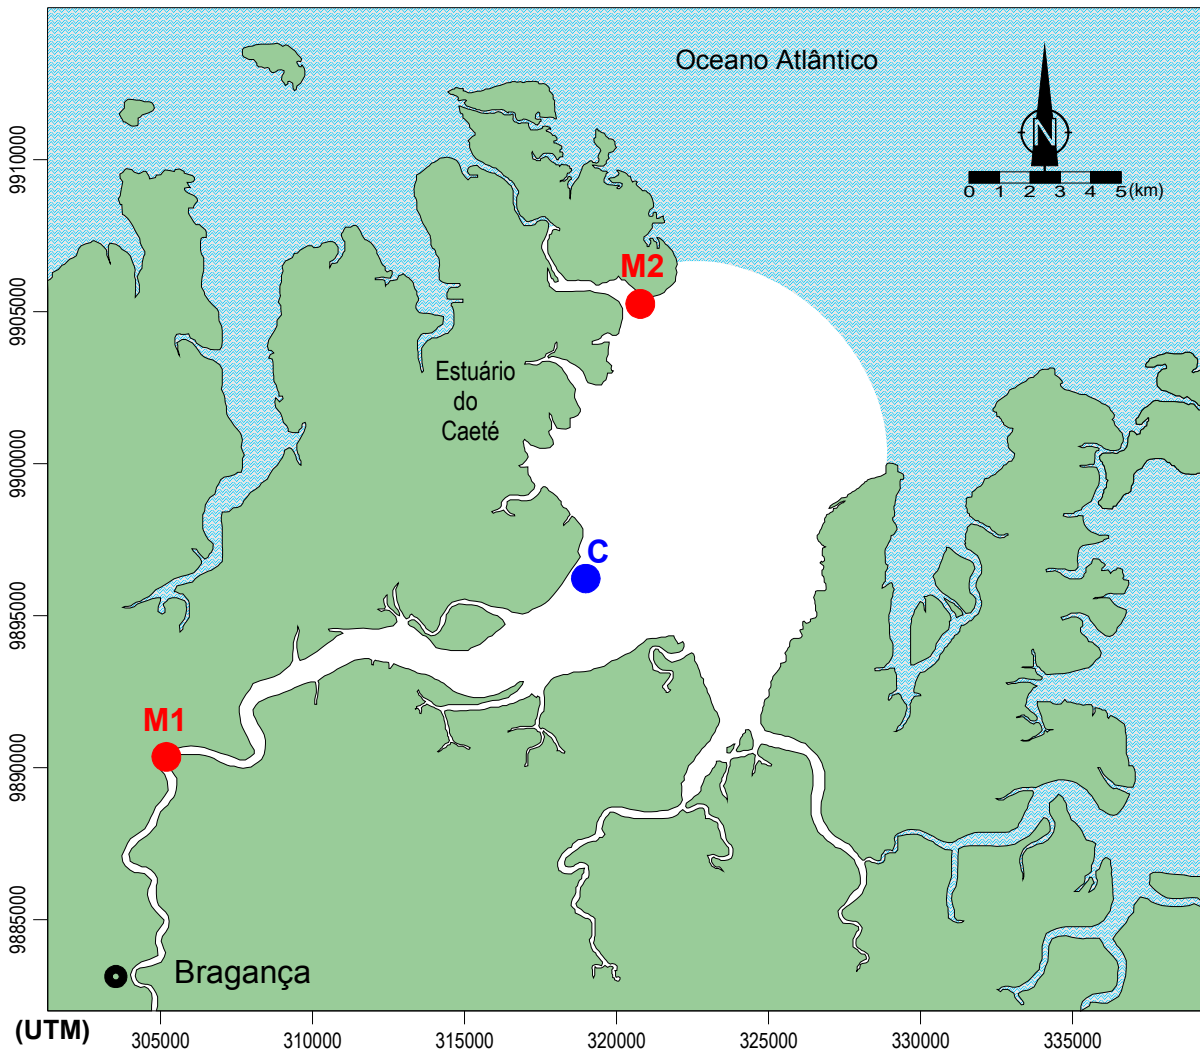 Oceano Atlântico
N
0 1 2 3 4 5 (km)
M2
Estuário
do
Caeté
C
M1
Bragança
(UTM)
9910000
9905000
9900000
9895000
9890000
9885000
305000 310000 315000 320000 325000 330000 335000